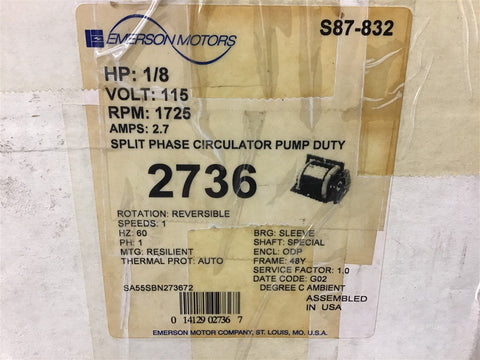 EMERSON MOTORS
S87-832
HP: 1/8
VOLT: 115
RPM: 1725
AMPS: 2.7
SPLIT PHASE CIRCULATOR PUMP DUTY
2736
ROTATION: REVERSIBLE
SPEEDS: 1
HZ: 60
PH: 1
MTG: RESILIENT
THERMAL PROT: AUTO
BRG: SLEEVE
SHAFT: SPECIAL
ENCL: ODP
FRAME: 48Y
SERVICE FACTOR: 1.0
DATE CODE: G02
DEGREE C AMBIENT
SA55SBN273672
ASSEMBLED
IN USA
0 14129 02736 7
EMERSON MOTOR COMPANY, ST. LOUIS, MO. U.S.A.